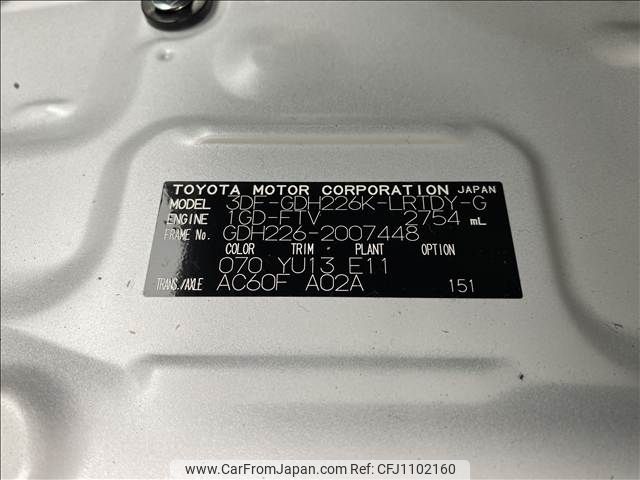 TOYOTA MOTOR CORPORATION JAPAN
MODEL 3DF-GDH226K-LRTDY-G
ENGINE 1GD-FTV 2754 mL
FRAME No. GDH226-2007448
COLOR TRIM PLANT OPTION
070 YU13 E11
TRANS./AXLE AC60F A02A 151
www.CarFromJapan.com - CFJ1102160